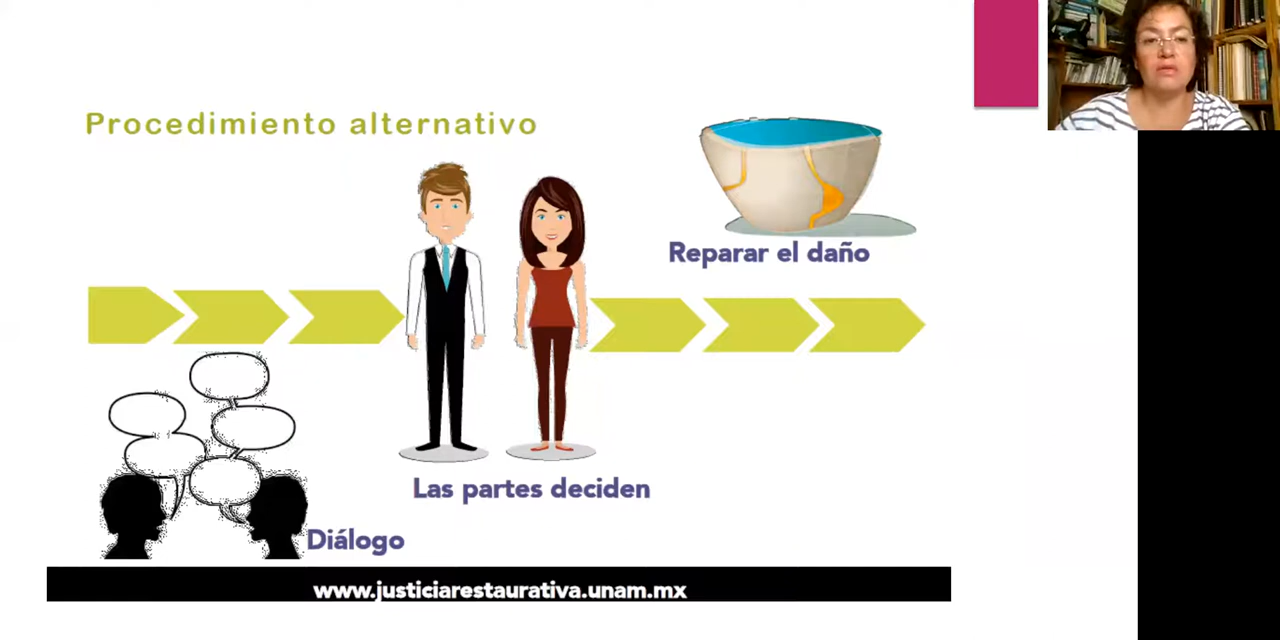 Procedimiento alternativo
Reparar el daño
Las partes deciden
Diálogo
www.justiciarestaurativa.unam.mx